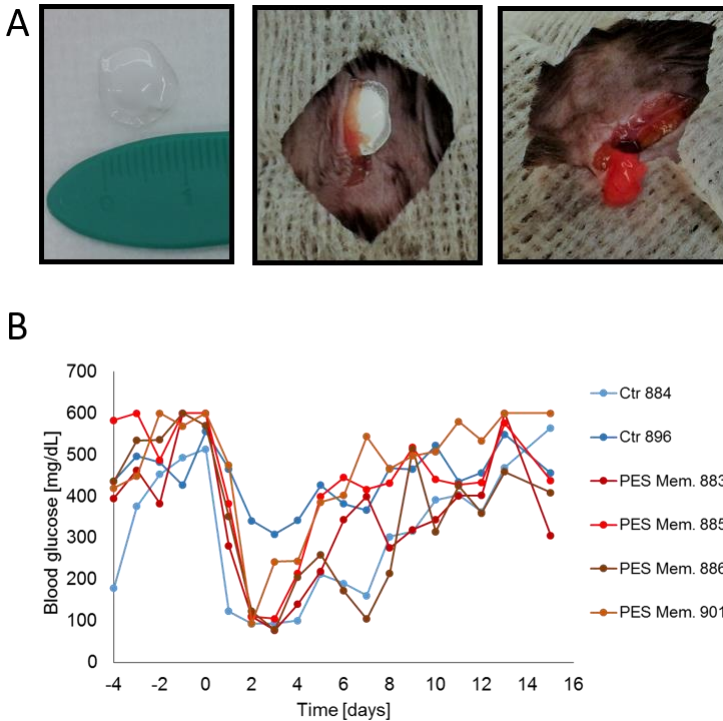 A
B
700
600
500
400
300
200
100
0
Blood glucose [mg/dL]
-4 -2 0 2 4 6 8 10 12 14 16
Time [days]
Ctr 884
Ctr 896
PES Mem. 883
PES Mem. 885
PES Mem. 886
PES Mem. 901